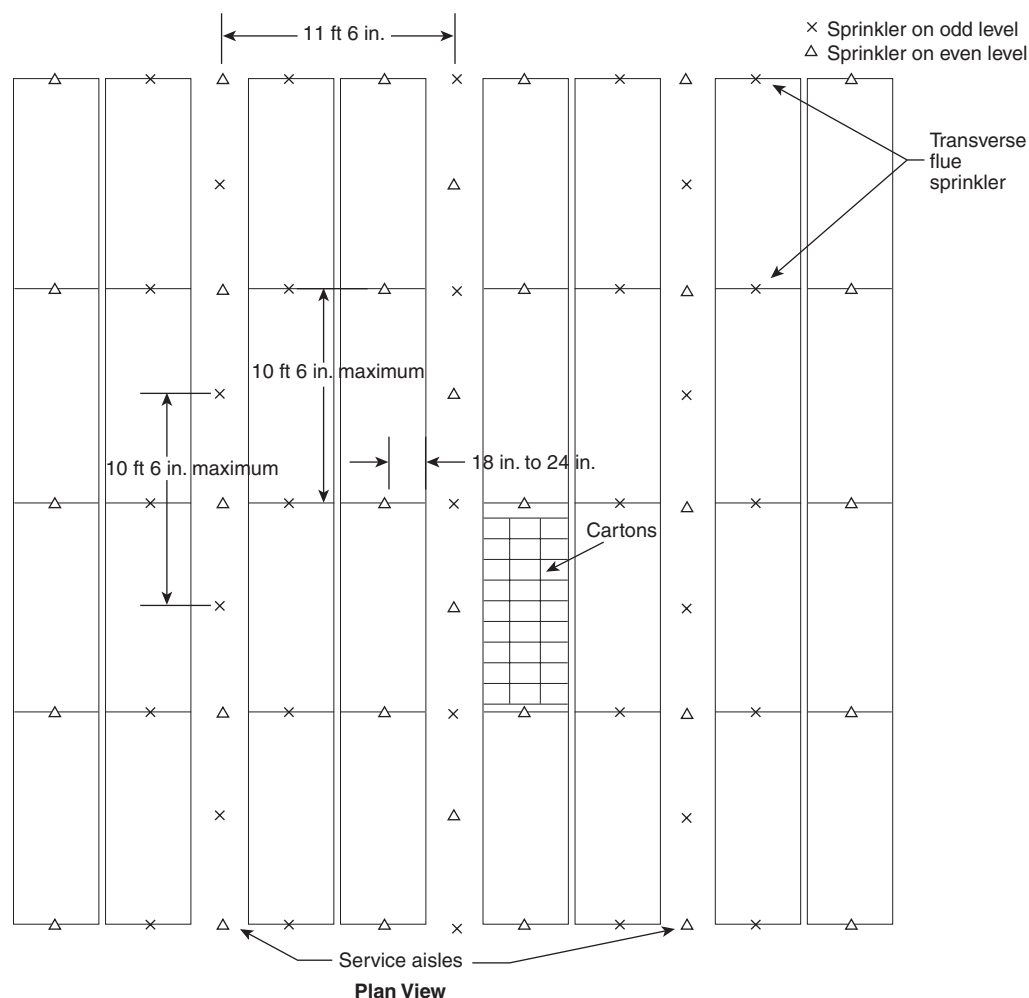 11 ft 6 in.
× Sprinkler on odd level
△ Sprinkler on even level
Transverse
flue
sprinkler
10 ft 6 in. maximum
10 ft 6 in. maximum
18 in. to 24 in.
Cartons
Service aisles
Plan View